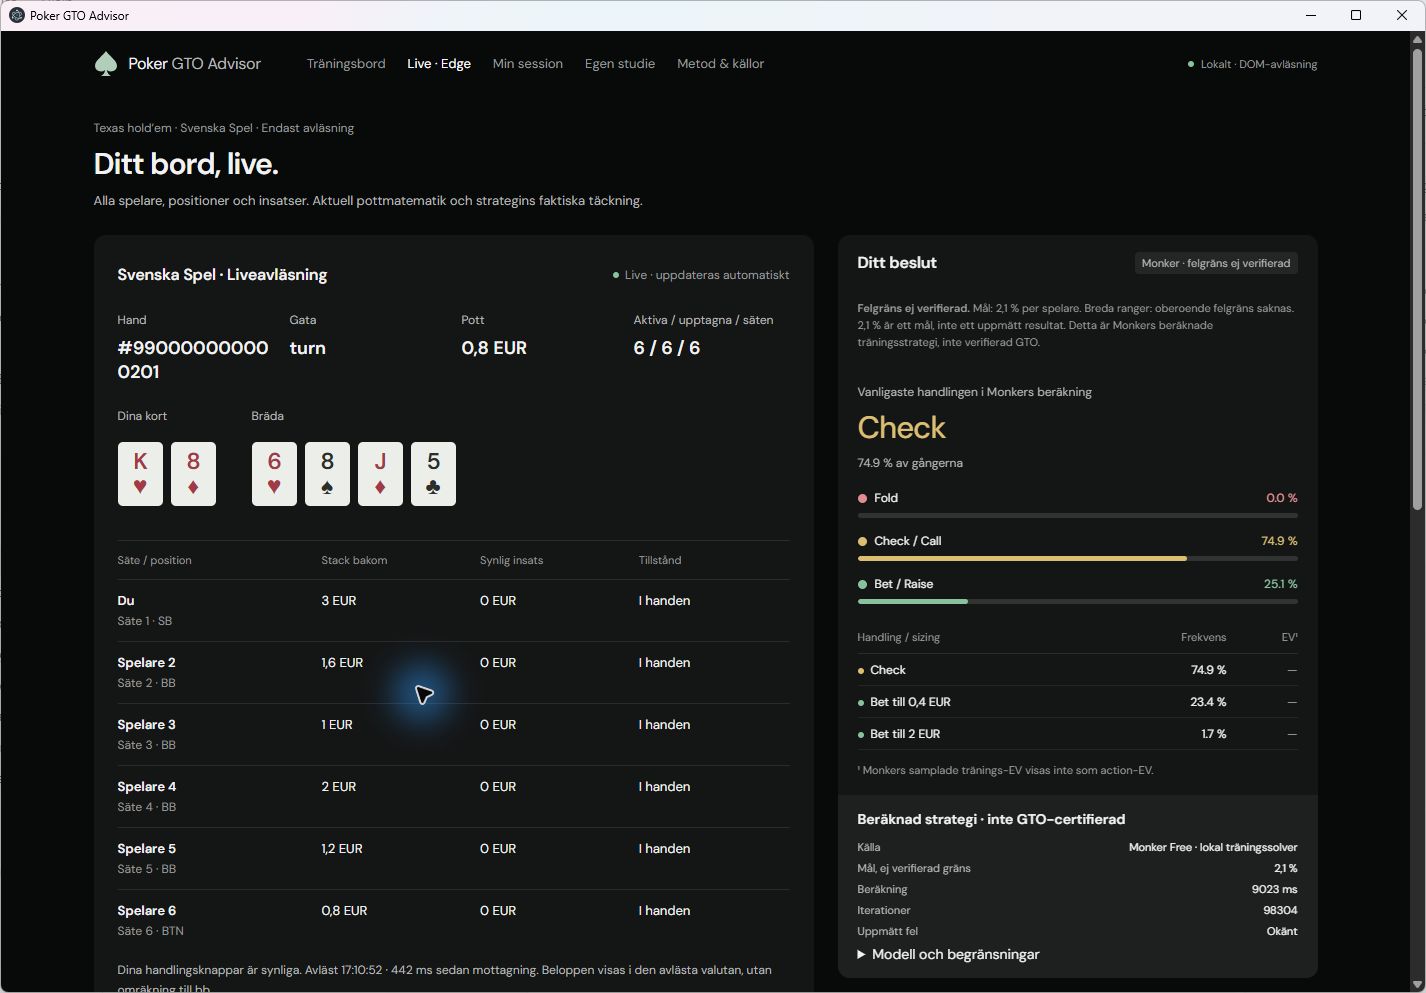 Poker GTO Advisor
Poker GTO Advisor
Träningsbord
Live · Edge
Min session
Egen studie
Metod & källor
Lokalt · DOM-avläsning
Texas hold'em · Svenska Spel · Endast avläsning
Ditt bord, live.
Alla spelare, positioner och insatser. Aktuell pottmatematik och strategins faktiska täckning.
Svenska Spel · Liveavläsning
Live · uppdateras automatiskt
Hand Gata Pott Aktiva / upptagna / säten
#99000000000 turn 0,8 EUR 6 / 6 / 6
0201
Dina kort Bräda
K 8 6 8 J 5
♥ ♦ ♥ ♠ ♦ ♣
Säte / position Stack bakom Synlig insats Tillstånd
Du 3 EUR 0 EUR I handen
Säte 1 · SB
Spelare 2 1,6 EUR 0 EUR I handen
Säte 2 · BB
Spelare 3 1 EUR 0 EUR I handen
Säte 3 · BB
Spelare 4 2 EUR 0 EUR I handen
Säte 4 · BB
Spelare 5 1,2 EUR 0 EUR I handen
Säte 5 · BB
Spelare 6 0,8 EUR 0 EUR I handen
Säte 6 · BTN
Dina handlingsknappar är synliga. Avläst 17:10:52 · 442 ms sedan mottagning. Beloppen visas i den avlästa valutan, utan
omräkning till bb.
Ditt beslut
Monker · felgräns ej verifierad
Felgräns ej verifierad. Mål: 2,1 % per spelare. Breda ranger: oberoende felgräns saknas.
2,1 % är ett mål, inte ett uppmätt resultat. Detta är Monkers beräknade
träningsstrategi, inte verifierad GTO.
Vanligaste handlingen i Monkers beräkning
Check
74.9 % av gångerna
Fold 0.0 %
Check / Call 74.9 %
Bet / Raise 25.1 %
Handling / sizing Frekvens EV¹
Check 74.9 % —
Bet till 0,4 EUR 23.4 % —
Bet till 2 EUR 1.7 % —
¹ Monkers samplade tränings-EV visas inte som action-EV.
Beräknad strategi · inte GTO-certifierad
Källa Monker Free · lokal träningssolver
Mål, ej verifierad gräns 2,1 %
Beräkning 9023 ms
Iterationer 98304
Uppmätt fel Okänt
▶ Modell och begränsningar